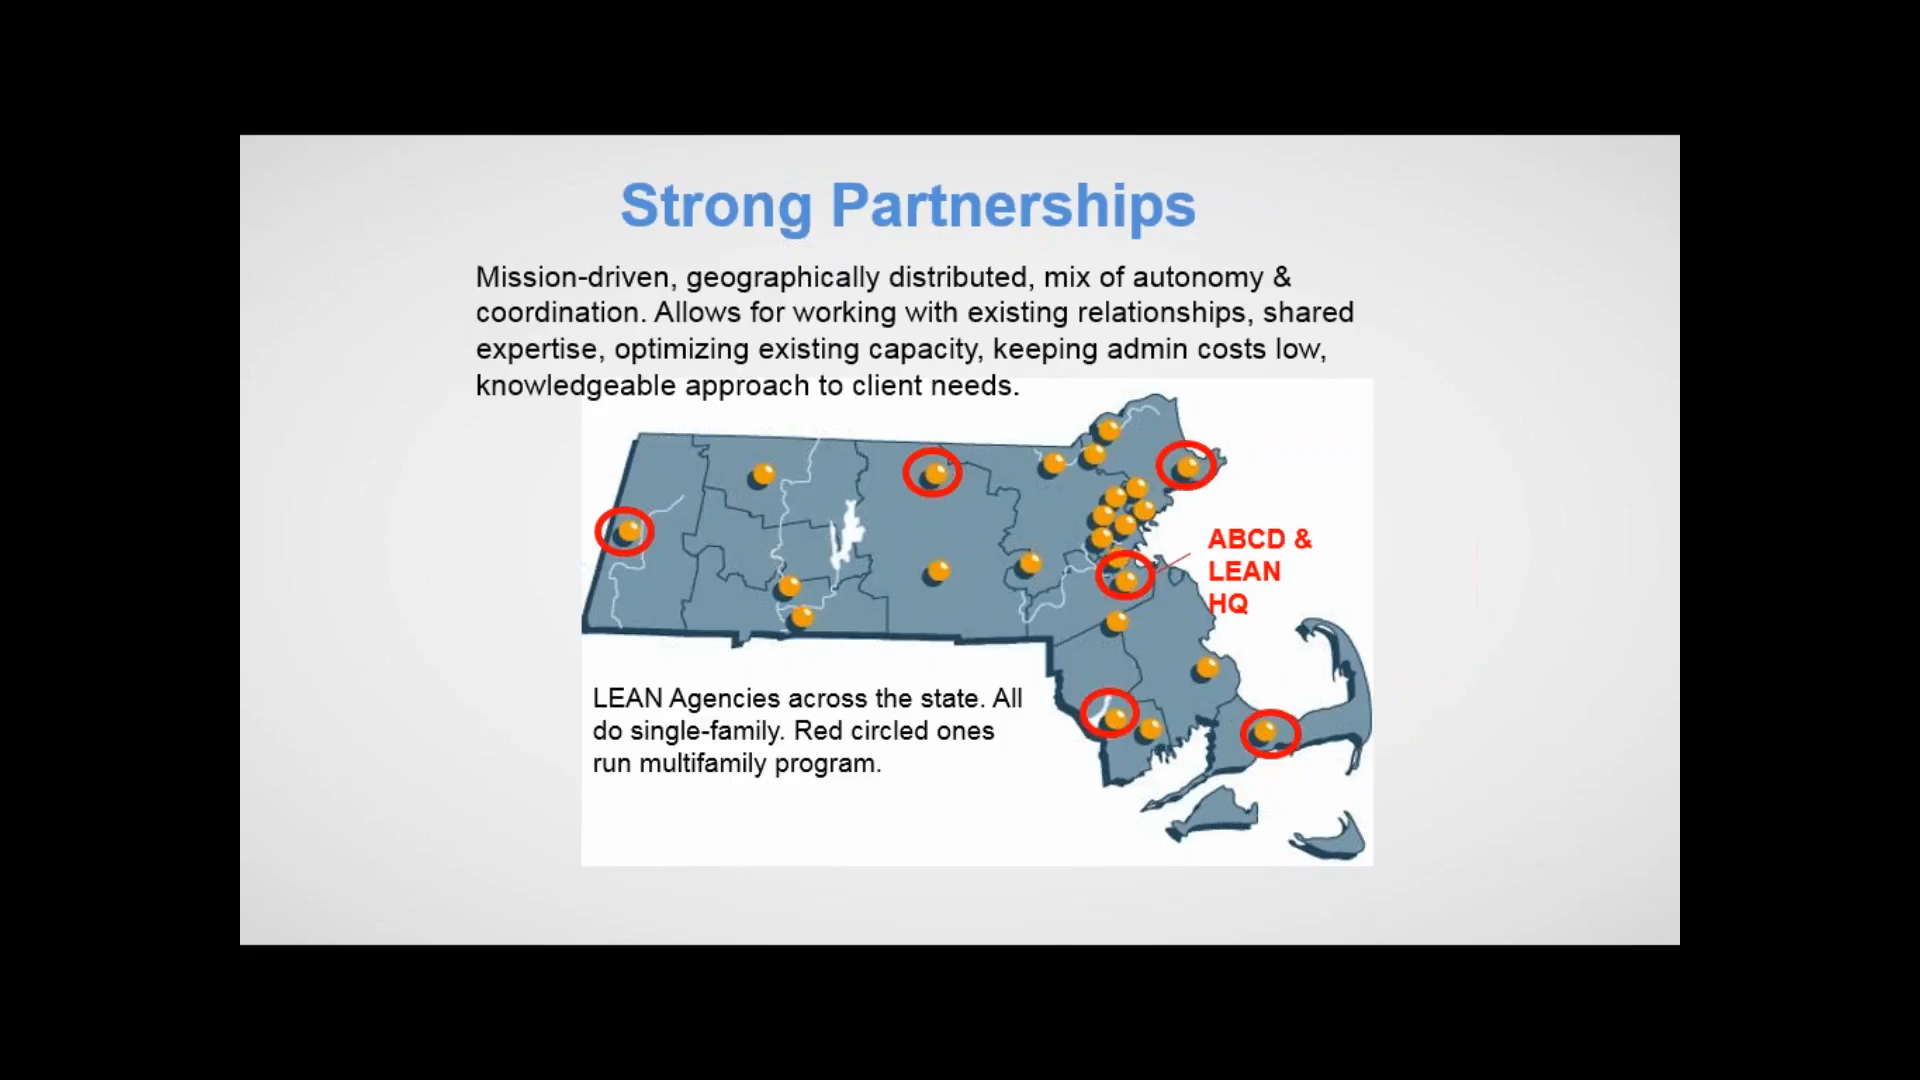 Strong Partnerships
Mission-driven, geographically distributed, mix of autonomy &
coordination. Allows for working with existing relationships, shared
expertise, optimizing existing capacity, keeping admin costs low,
knowledgeable approach to client needs.
ABCD &
LEAN
HQ
LEAN Agencies across the state. All
do single-family. Red circled ones
run multifamily program.